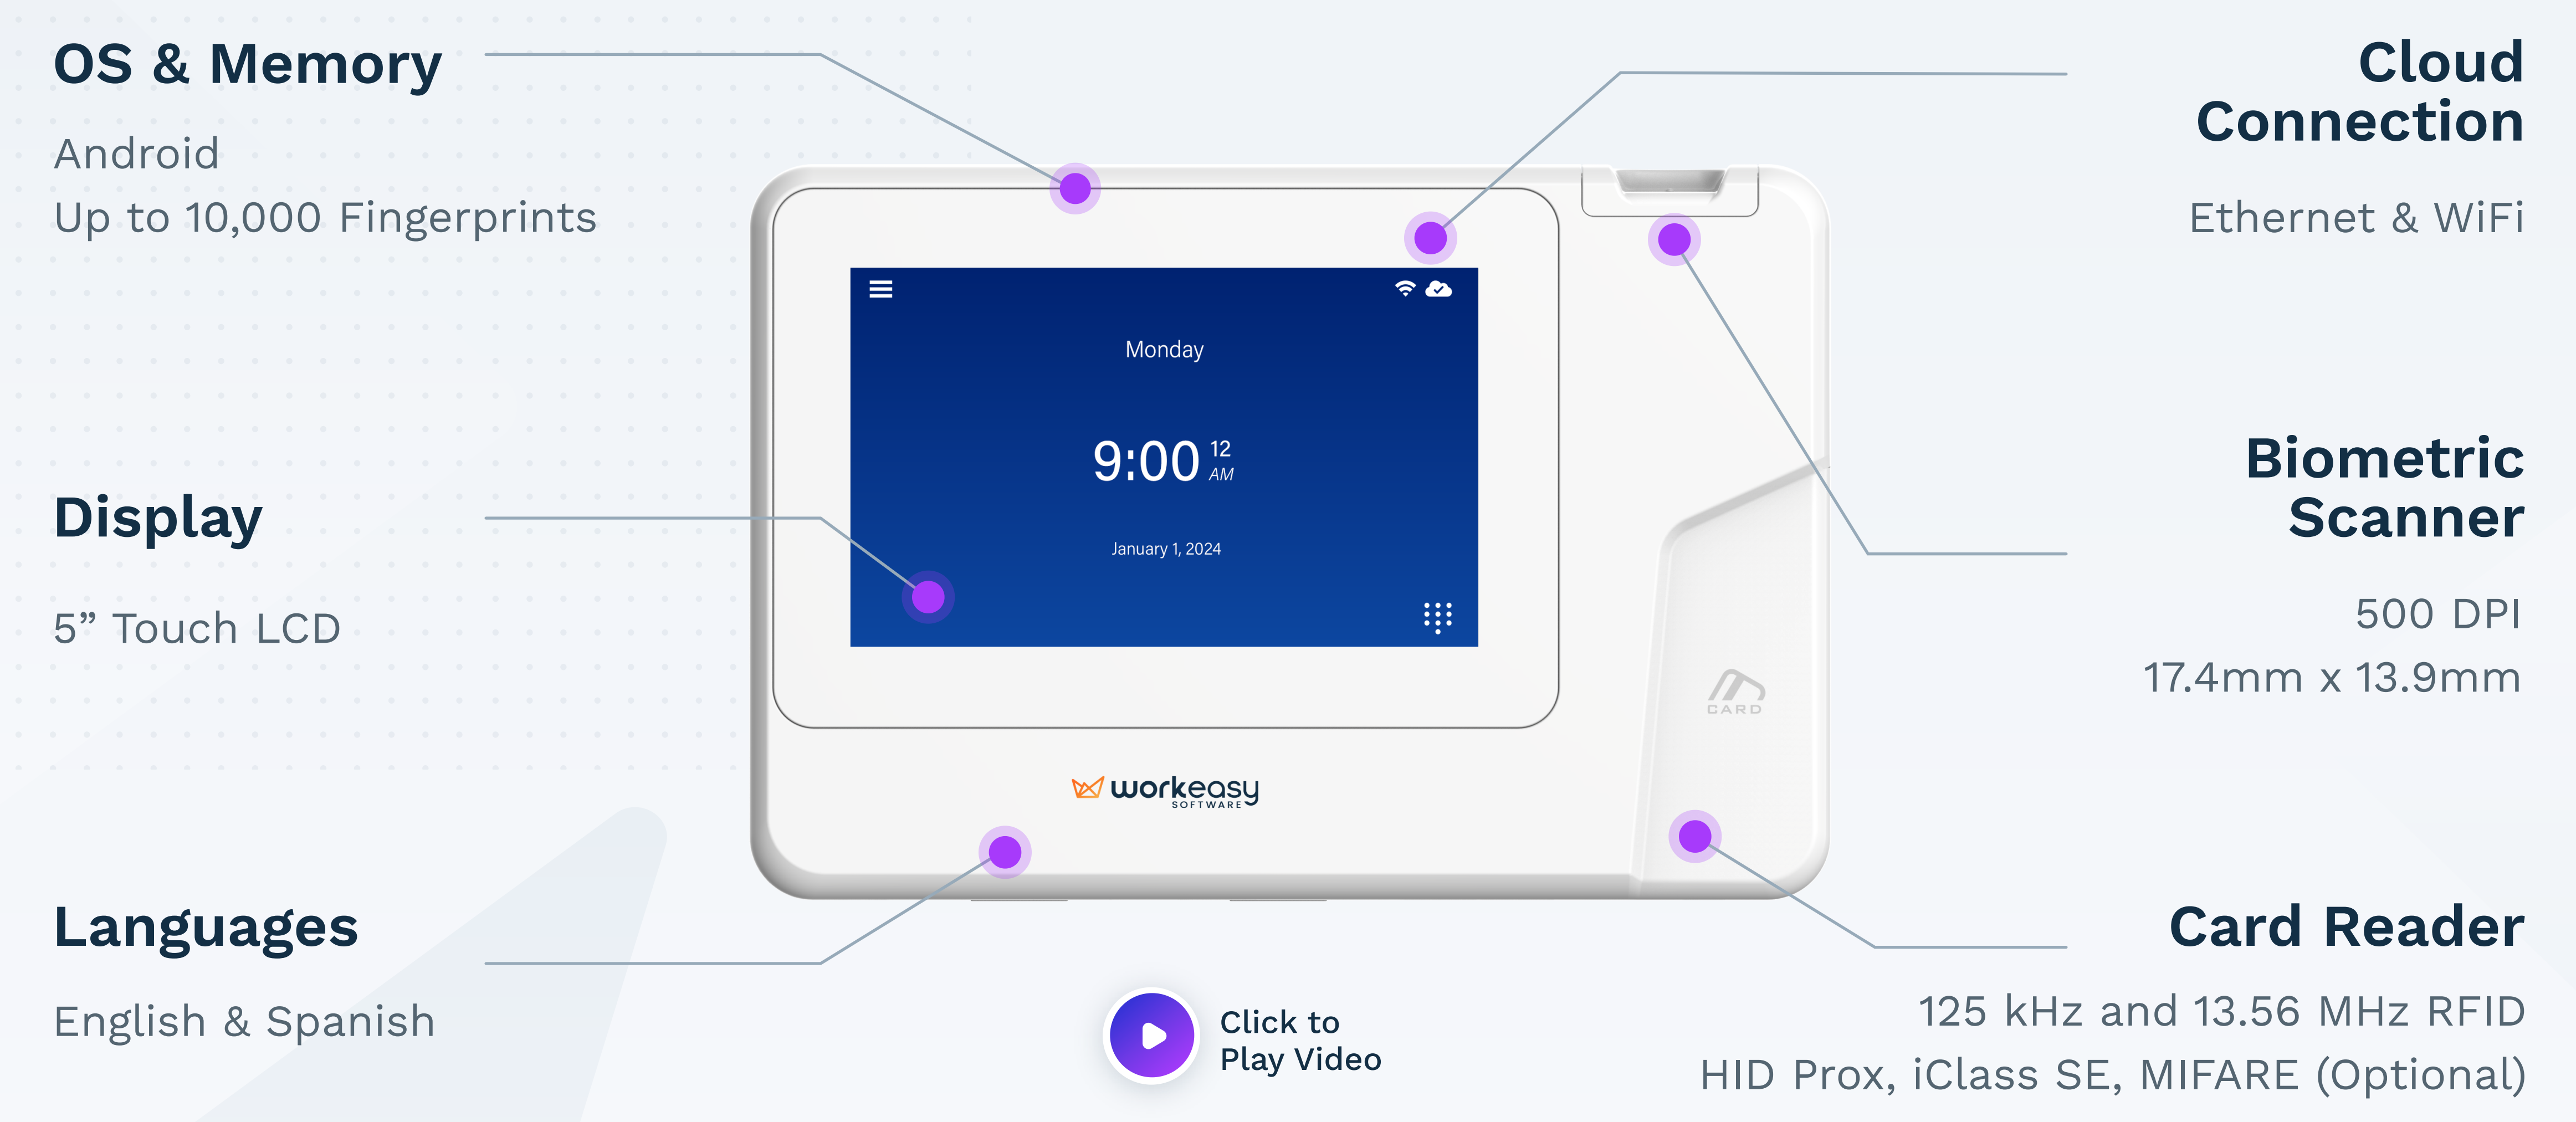 OS & Memory
Android
Up to 10,000 Fingerprints
Display
5” Touch LCD
Languages
English & Spanish
Monday
9:00 12
AM
January 1, 2024
CARD
workeasy
SOFTWARE
Click to
Play Video
Cloud
Connection
Ethernet & WiFi
Biometric
Scanner
500 DPI
17.4mm x 13.9mm
Card Reader
125 kHz and 13.56 MHz RFID
HID Prox, iClass SE, MIFARE (Optional)